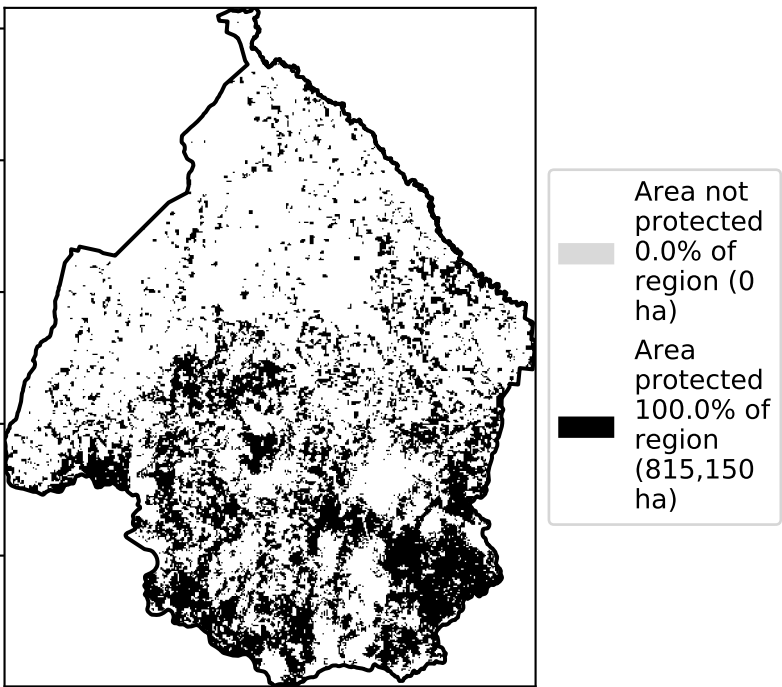 Area not
protected
0.0% of
region (0
ha)
Area
protected
100.0% of
region
(815,150
ha)